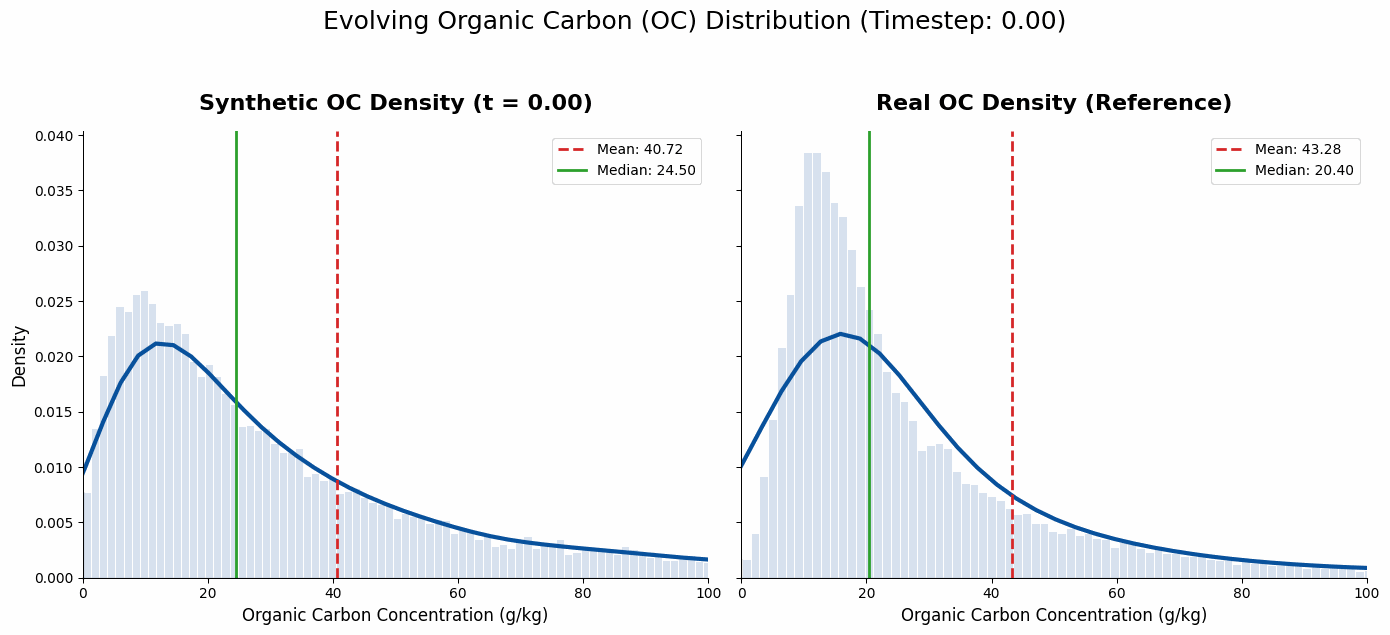 Evolving Organic Carbon (OC) Distribution (Timestep: 0.00)
Synthetic OC Density (t = 0.00)
Mean: 40.72
Median: 24.50
0.040
0.035
0.030
0.025
0.020
0.015
0.010
0.005
0.000
Density
0 20 40 60 80 100
Organic Carbon Concentration (g/kg)
Real OC Density (Reference)
Mean: 43.28
Median: 20.40
0 20 40 60 80 100
Organic Carbon Concentration (g/kg)